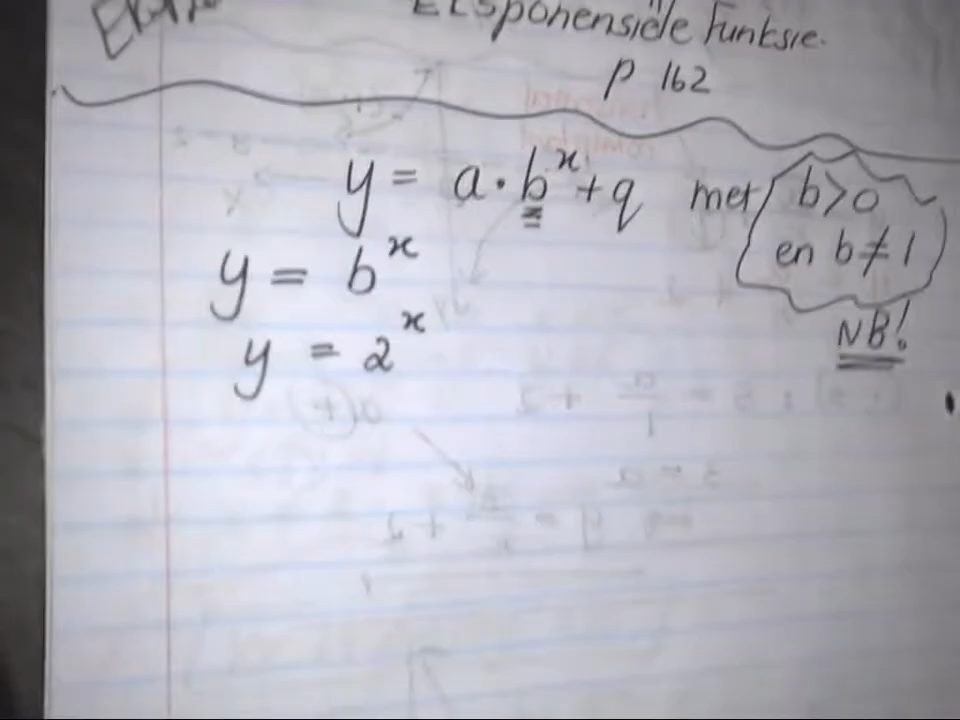 Eksponensiële Funksie.
P 162
y = a · b^x + q met b>0
en b ≠ 1
y = b^x
NB!
y = 2^x